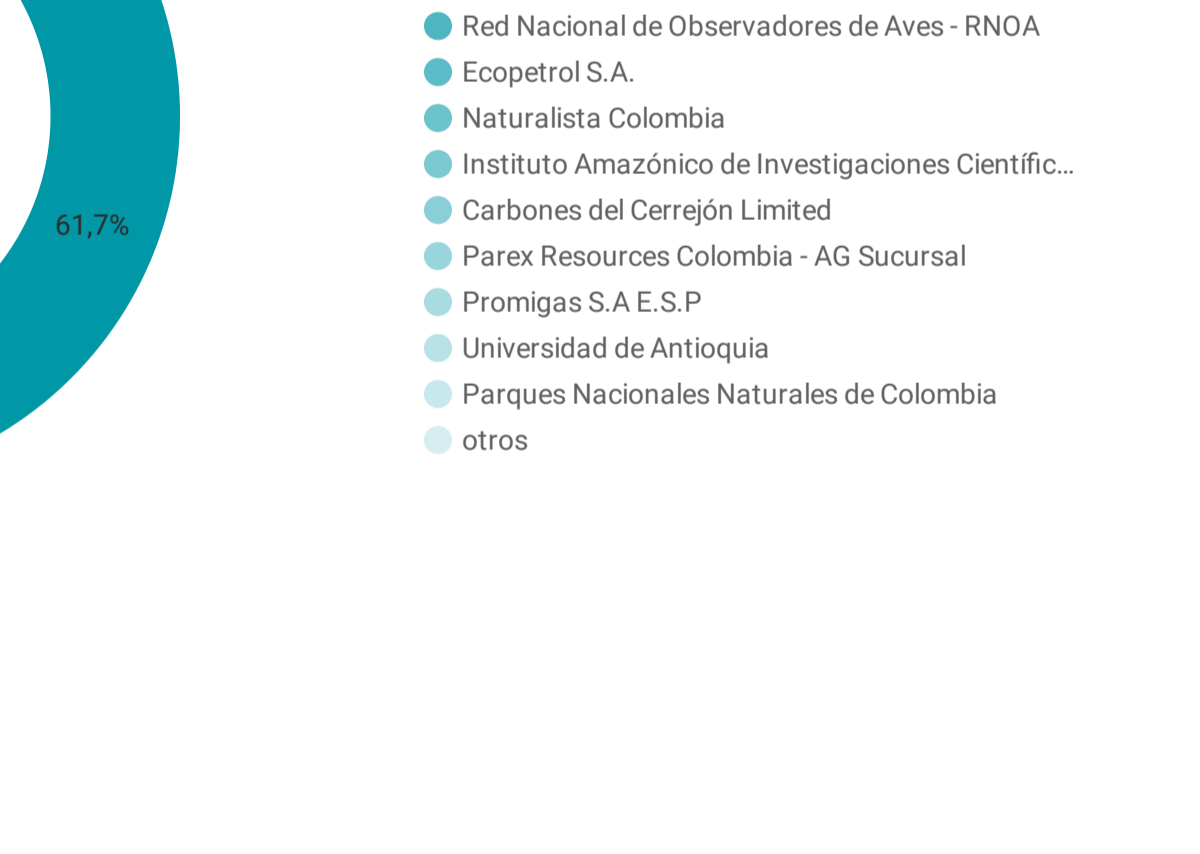 Red Nacional de Observadores de Aves - RNOA
Ecopetrol S.A.
Naturalista Colombia
Instituto Amazónico de Investigaciones Científic...
Carbones del Cerrejón Limited
61,7%
Parex Resources Colombia - AG Sucursal
Promigas S.A E.S.P
Universidad de Antioquia
Parques Nacionales Naturales de Colombia
otros